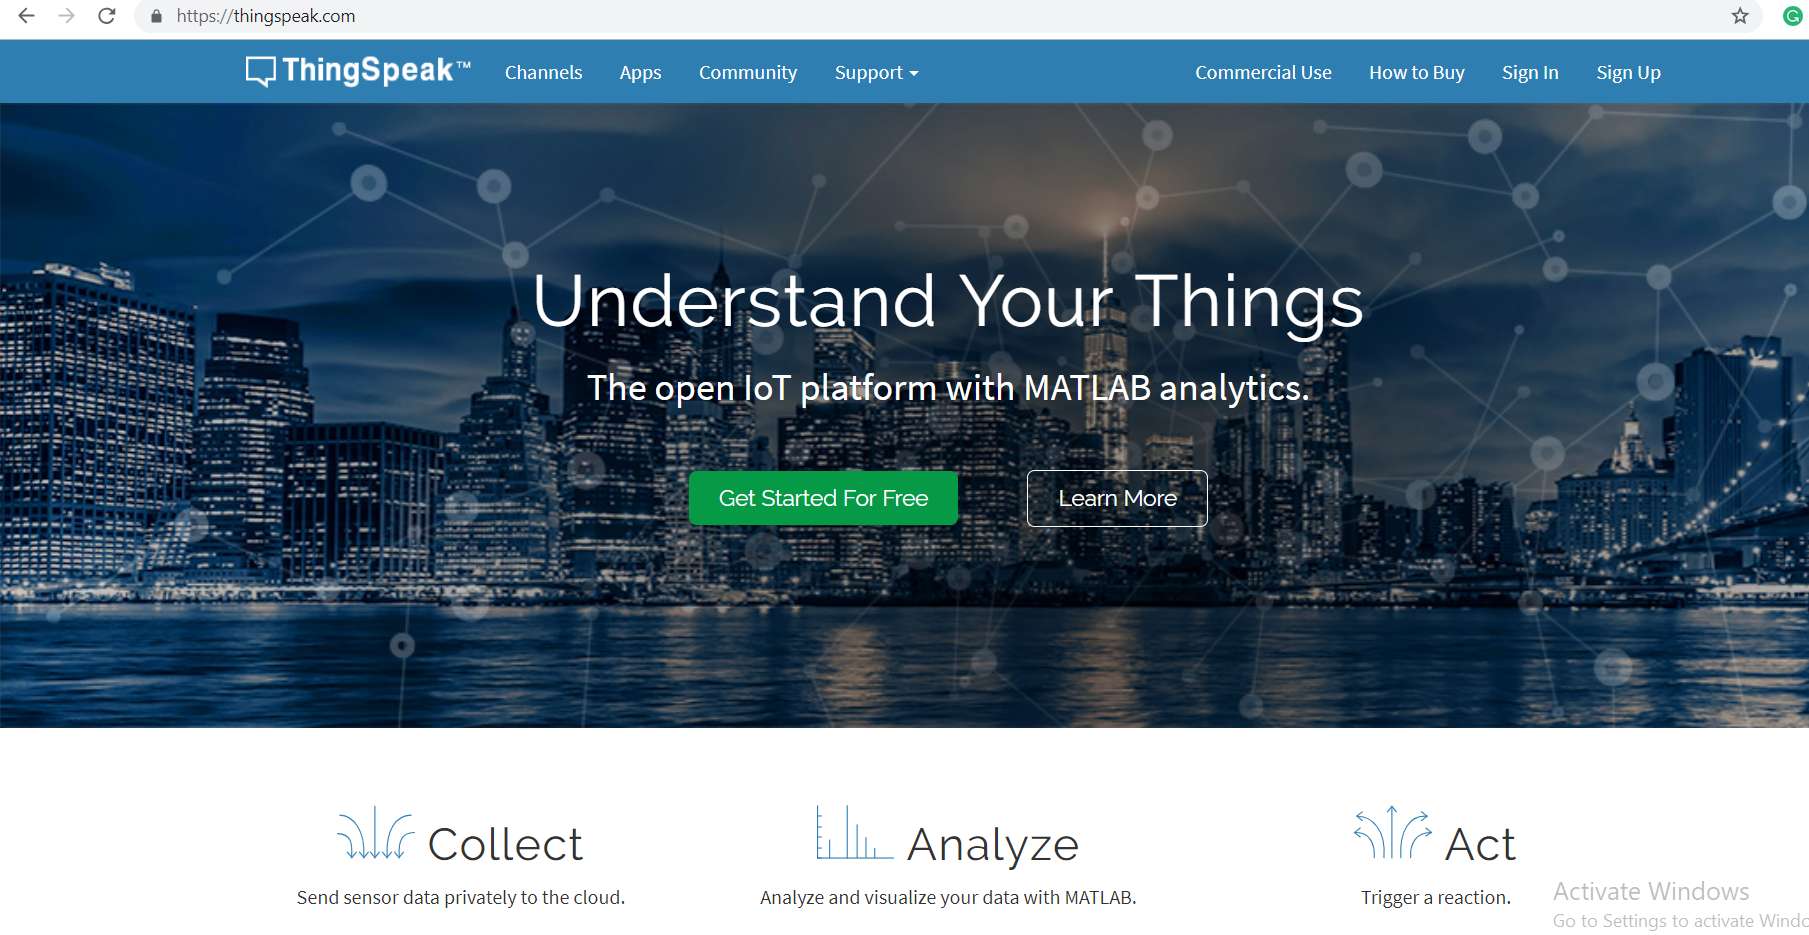 https://thingspeak.com
ThingSpeak™ Channels Apps Community Support Commercial Use How to Buy Sign In Sign Up
Understand Your Things
The open IoT platform with MATLAB analytics.
Get Started For Free Learn More
Collect Analyze Act
Send sensor data privately to the cloud. Analyze and visualize your data with MATLAB. Trigger a reaction.
Activate Windows
Go to Settings to activate Windo